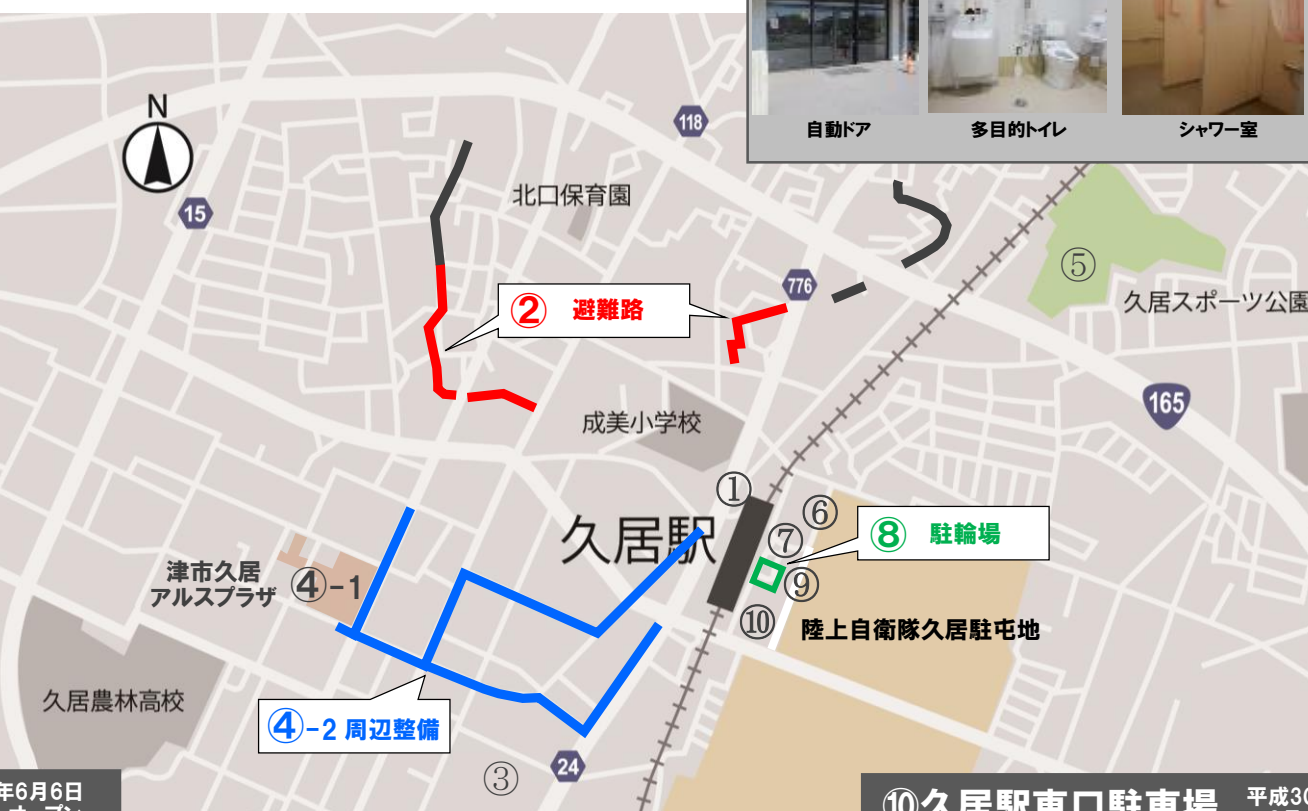 自動ドア
多目的トイレ
シャワー室
N
118
15
北口保育園
⑤
776
久居スポーツ公園
② 避難路
165
成美小学校
①
⑥
久居駅
⑦
⑧ 駐輪場
津市久居
アルスプラザ
④-1
⑨
⑩
陸上自衛隊久居駐屯地
久居農林高校
④-2 周辺整備
③
24
年6月6日
オープン
⑩久居駅東口駐車場
平成30